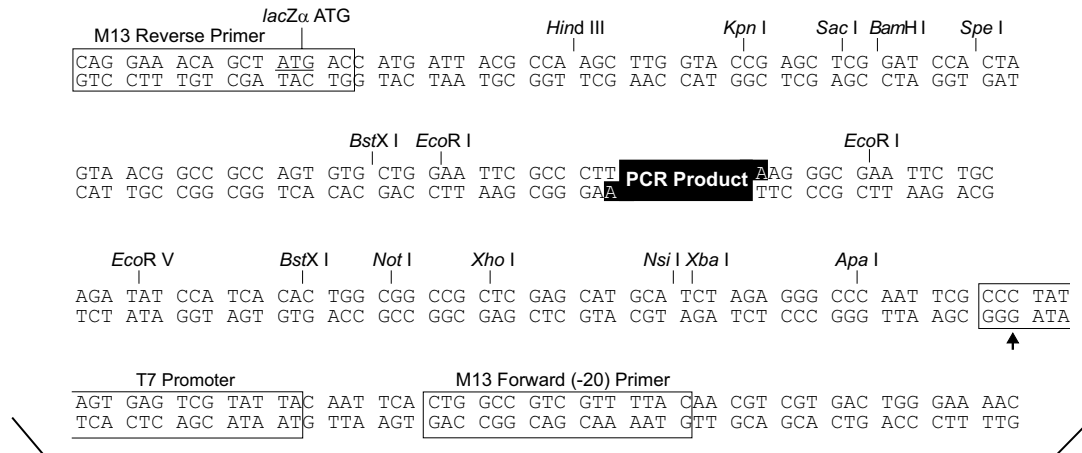 lacZα ATG
M13 Reverse Primer Hind III Kpn I Sac I BamH I Spe I
CAG GAA ACA GCT ATG ACC ATG ATT ACG CCA AGC TTG GTA CCG AGC TCG GAT CCA CTA
GTC CTT TGT CGA TAC TGG TAC TAA TGC GGT TCG AAC CAT GGC TCG AGC CTA GGT GAT
BstX I EcoR I EcoR I
GTA ACG GCC GCC AGT GTG CTG GAA TTC GCC CTT PCR Product AAG GGC GAA TTC TGC
CAT TGC CGG CGG TCA CAC GAC CTT AAG CGG GAA TTC CCG CTT AAG ACG
EcoR V BstX I Not I Xho I Nsi I Xba I Apa I
AGA TAT CCA TCA CAC TGG CGG CCG CTC GAG CAT GCA TCT AGA GGG CCC AAT TCG CCC TAT
TCT ATA GGT AGT GTG ACC GCC GGC GAG CTC GTA CGT AGA TCT CCC GGG TTA AGC GGG ATA
T7 Promoter M13 Forward (-20) Primer
AGT GAG TCG TAT TAC AAT TCA CTG GCC GTC GTT TTA CAA CGT CGT GAC TGG GAA AAC
TCA CTC AGC ATA ATG TTA AGT GAC CGG CAG CAA AAT GTT GCA GCA CTG ACC CTT TTG